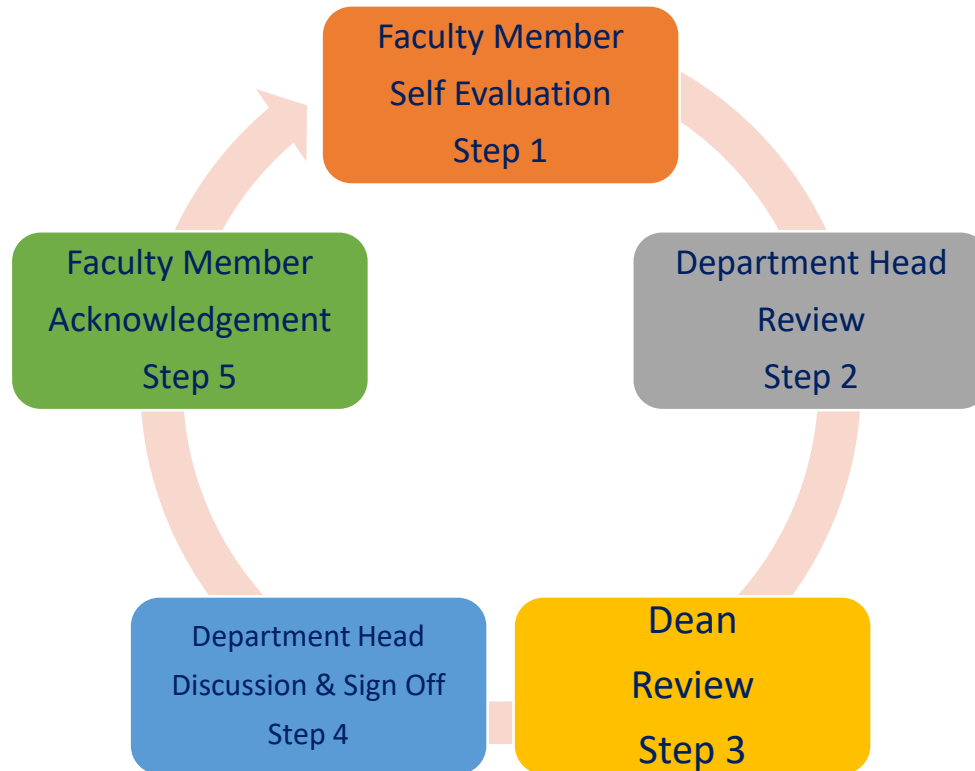 Faculty Member
Self Evaluation
Step 1
Department Head
Review
Step 2
Dean
Review
Step 3
Department Head
Discussion & Sign Off
Step 4
Faculty Member
Acknowledgement
Step 5